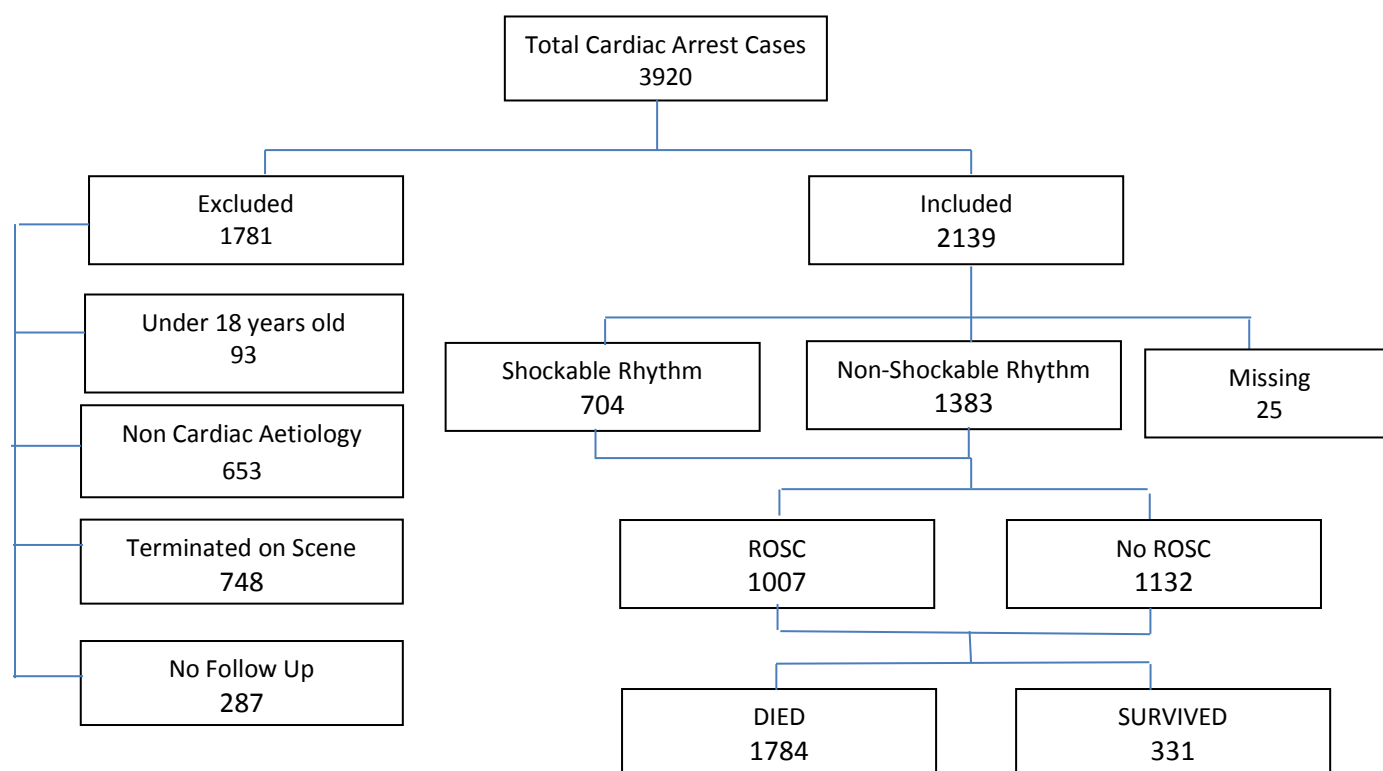 Total Cardiac Arrest Cases
3920
Excluded
1781
Included
2139
Under 18 years old
93
Non Cardiac Aetiology
653
Terminated on Scene
748
No Follow Up
287
Shockable Rhythm
704
Non-Shockable Rhythm
1383
Missing
25
ROSC
1007
No ROSC
1132
DIED
1784
SURVIVED
331